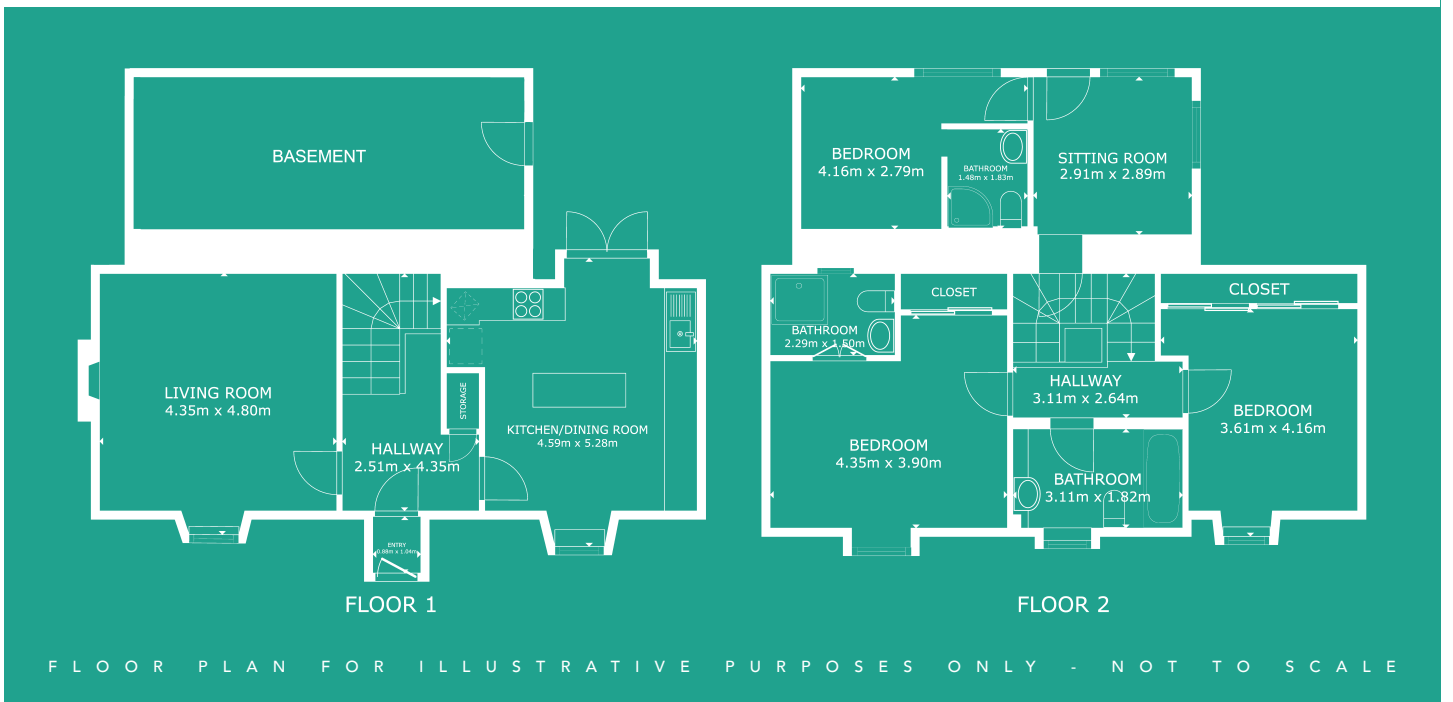 BASEMENT
LIVING ROOM
4.35m x 4.80m
HALLWAY
2.51m x 4.35m
STORAGE
KITCHEN/DINING ROOM
4.59m x 5.28m
ENTRY
0.88m x 1.04m
FLOOR 1
BEDROOM
4.16m x 2.79m
BATHROOM
1.48m x 1.83m
SITTING ROOM
2.91m x 2.89m
BATHROOM
2.29m x 1.50m
CLOSET
CLOSET
HALLWAY
3.11m x 2.64m
BEDROOM
4.35m x 3.90m
BEDROOM
3.61m x 4.16m
BATHROOM
3.11m x 1.82m
FLOOR 2
FLOOR PLAN FOR ILLUSTRATIVE PURPOSES ONLY - NOT TO SCALE